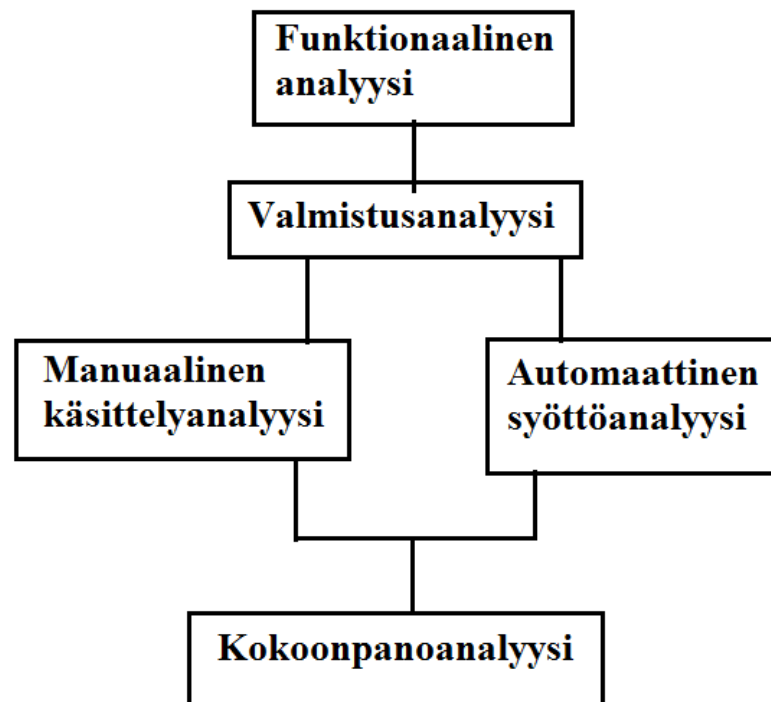 Funktionaalinen
analyysi
Valmistusanalyysi
Manuaalinen
käsittelyanalyysi
Automaattinen
syöttöanalyysi
Kokoonpanoanalyysi